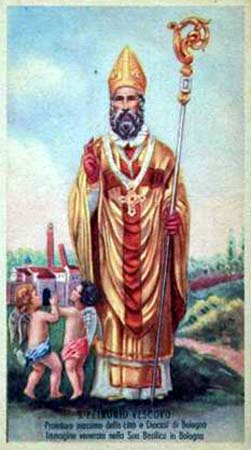 S. PETRONIO VESCOVO
Protettore massimo della città e Diocesi di Bologna
Immagine venerata nella Sua Basilica in Bologna